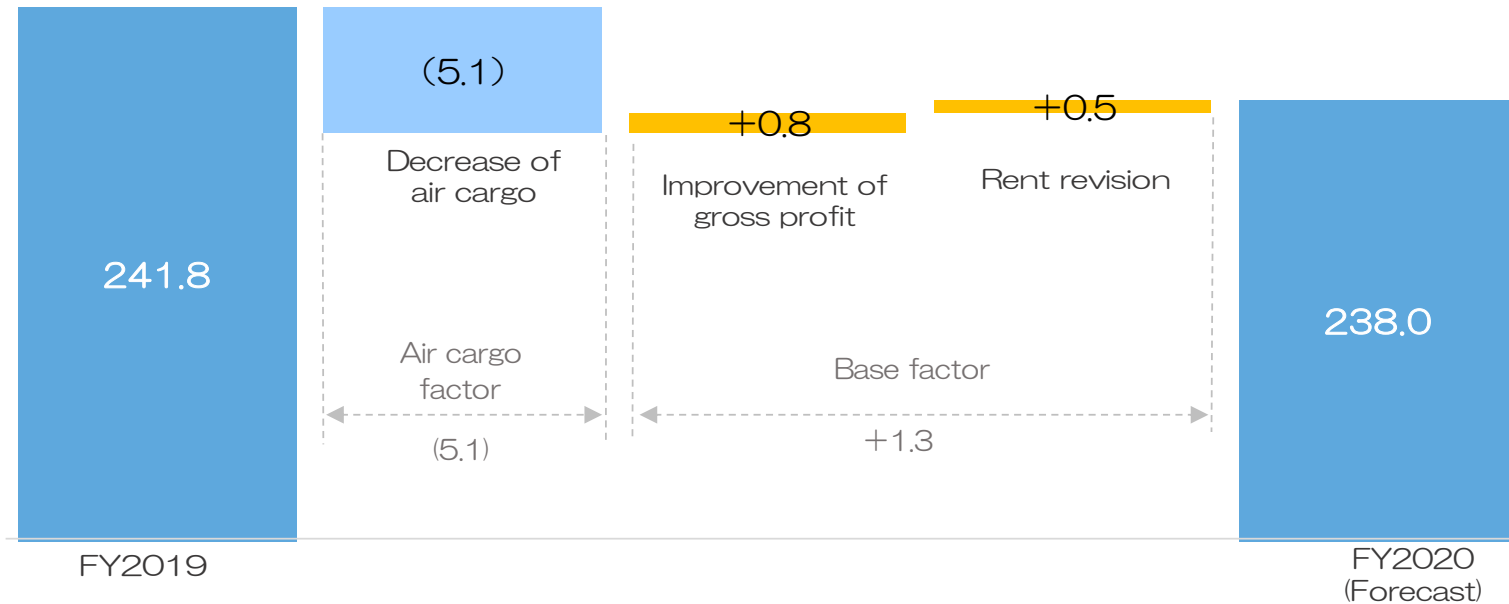 (5.1)
+0.8
+0.5
Decrease of
air cargo
Improvement of
gross profit
Rent revision
241.8
238.0
Air cargo
factor
Base factor
(5.1)
+1.3
FY2019
FY2020
(Forecast)